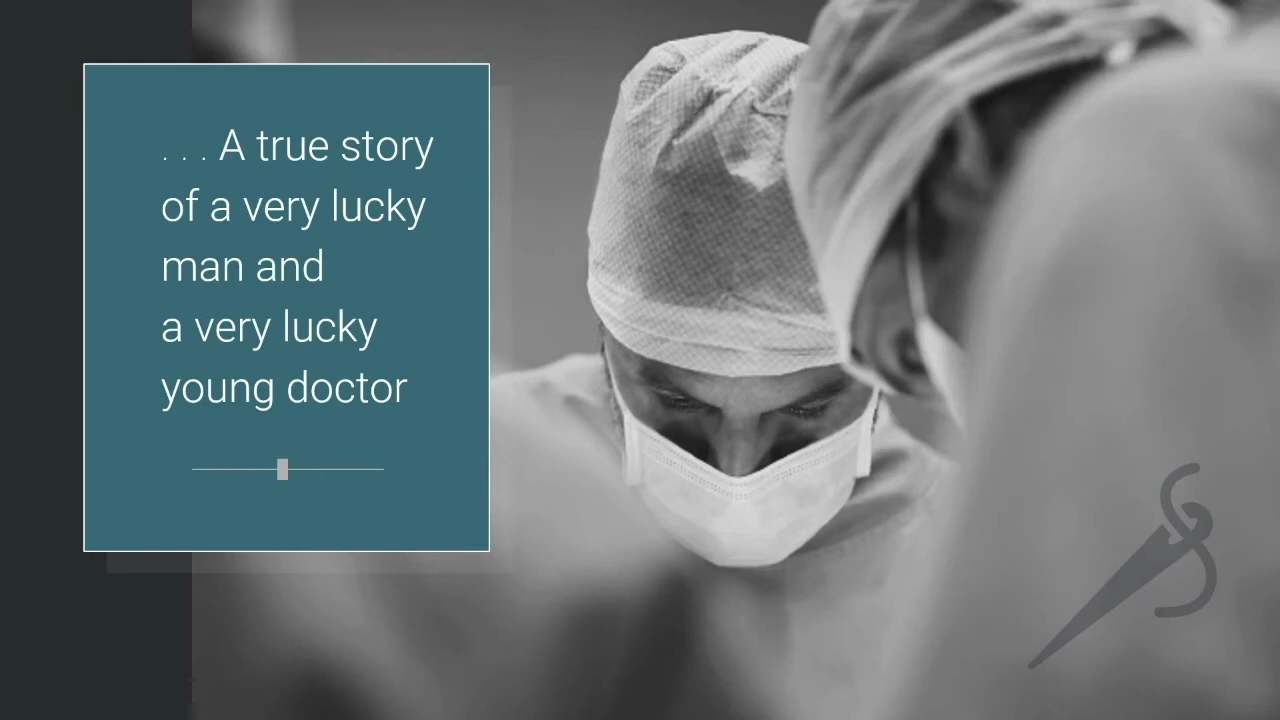 . . . A true story
of a very lucky
man and
a very lucky
young doctor